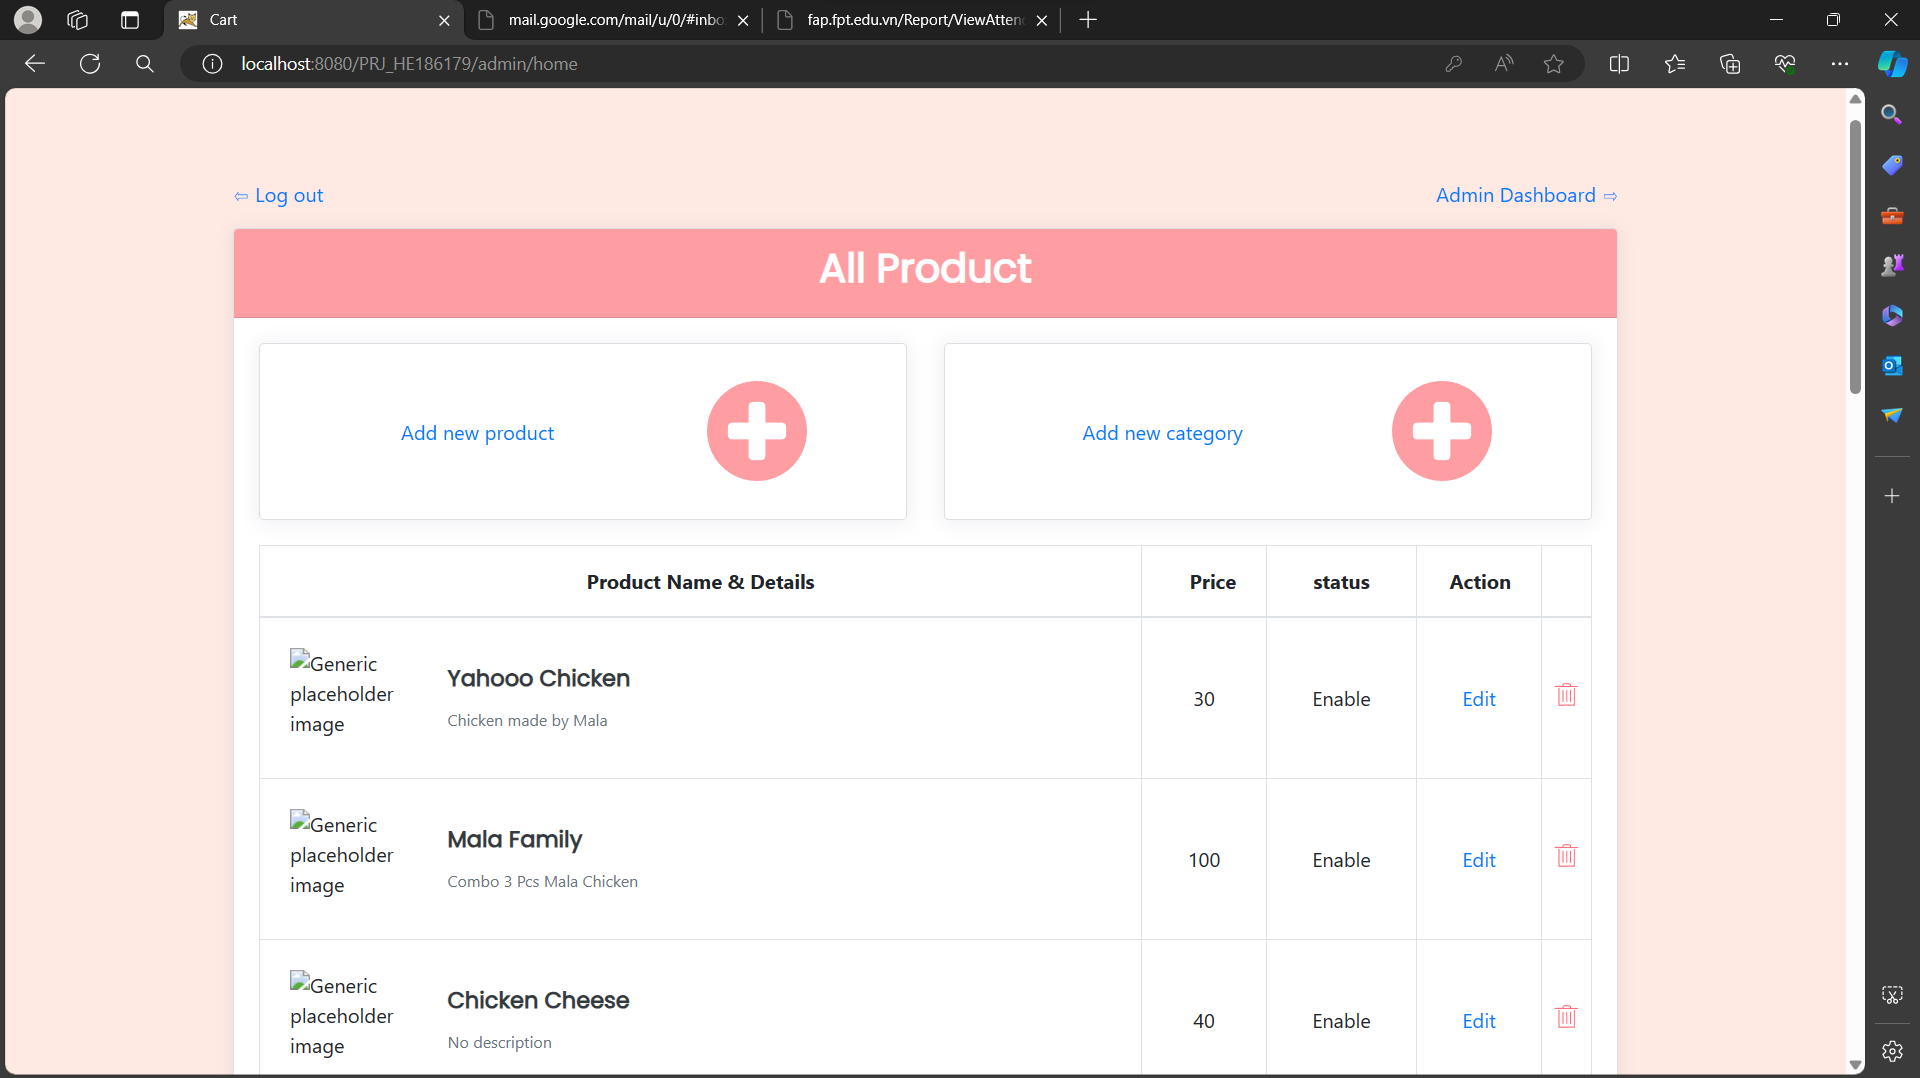 Cart
mail.google.com/mail/u/0/#inbo
fap.fpt.edu.vn/Report/ViewAtten
localhost:8080/PRJ_HE186179/admin/home
⇦ Log out
Admin Dashboard ⇨
All Product
Add new product
Add new category
Product Name & Details
Price
status
Action
Generic
placeholder
image
Yahooo Chicken
Chicken made by Mala
30
Enable
Edit
Generic
placeholder
image
Mala Family
Combo 3 Pcs Mala Chicken
100
Enable
Edit
Generic
placeholder
image
Chicken Cheese
No description
40
Enable
Edit